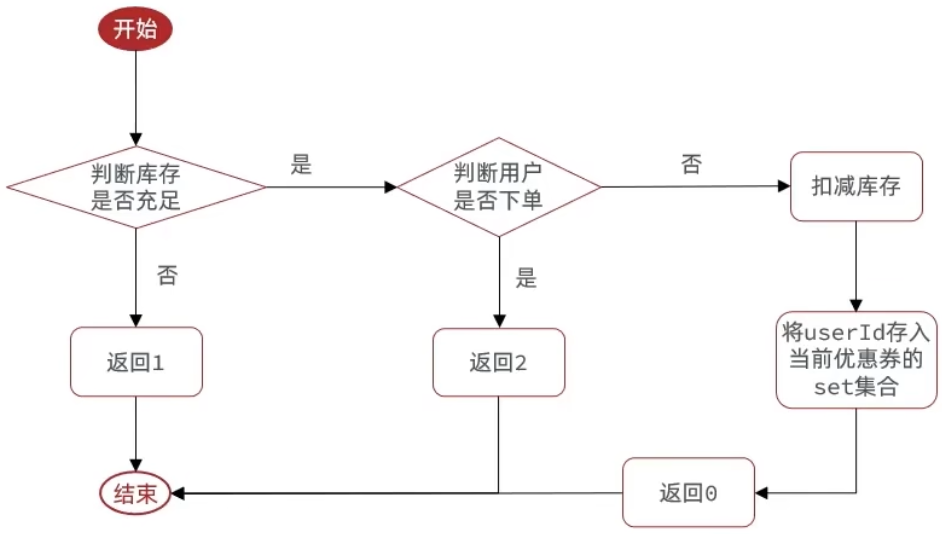 开始
判断库存
是否充足
是
判断用户
是否下单
否
扣减库存
否
是
返回1
返回2
将userId存入
当前优惠券的
set集合
结束
返回0